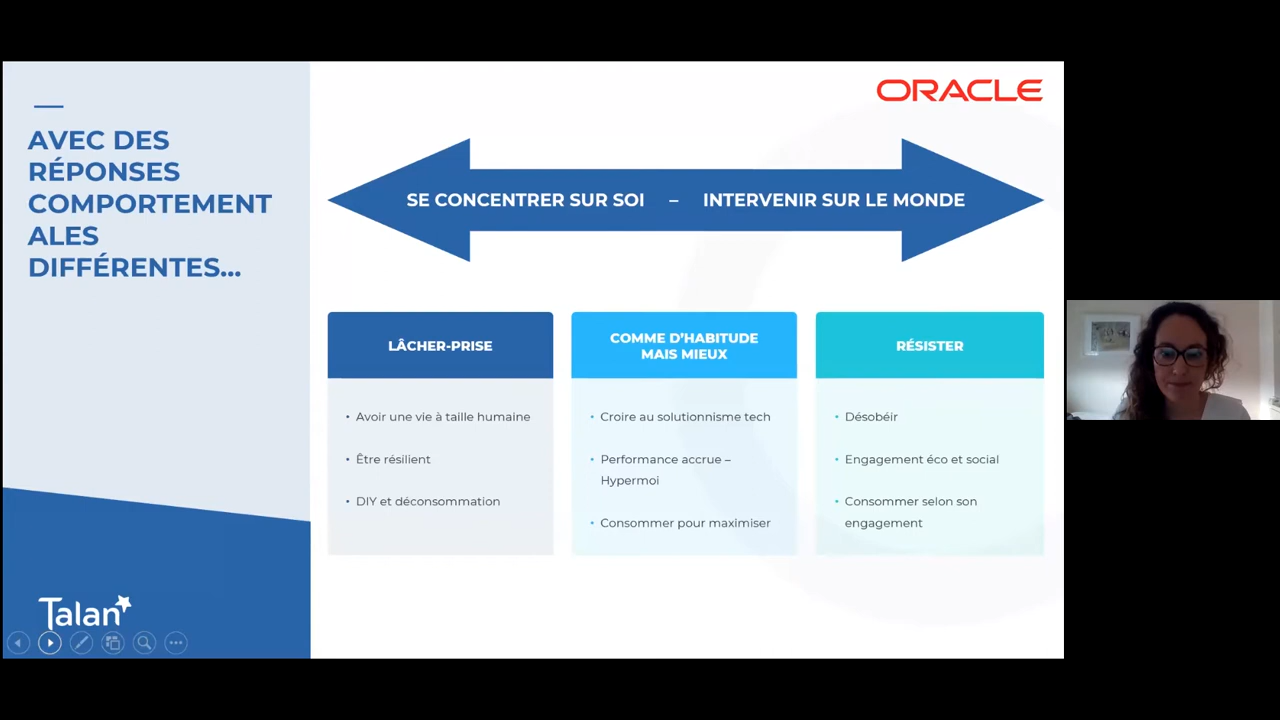 AVEC DES
RÉPONSES
COMPORTEMENT
ALES
DIFFÉRENTES...
ORACLE
SE CONCENTRER SUR SOI – INTERVENIR SUR LE MONDE
LÂCHER-PRISE
• Avoir une vie à taille humaine
• Être résilient
• DIY et déconsommation
COMME D'HABITUDE
MAIS MIEUX
• Croire au solutionnisme tech
• Performance accrue –
Hypermoi
• Consommer pour maximiser
RÉSISTER
• Désobéir
• Engagement éco et social
• Consommer selon son
engagement
Talan